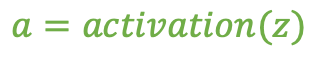 a = activation(z)